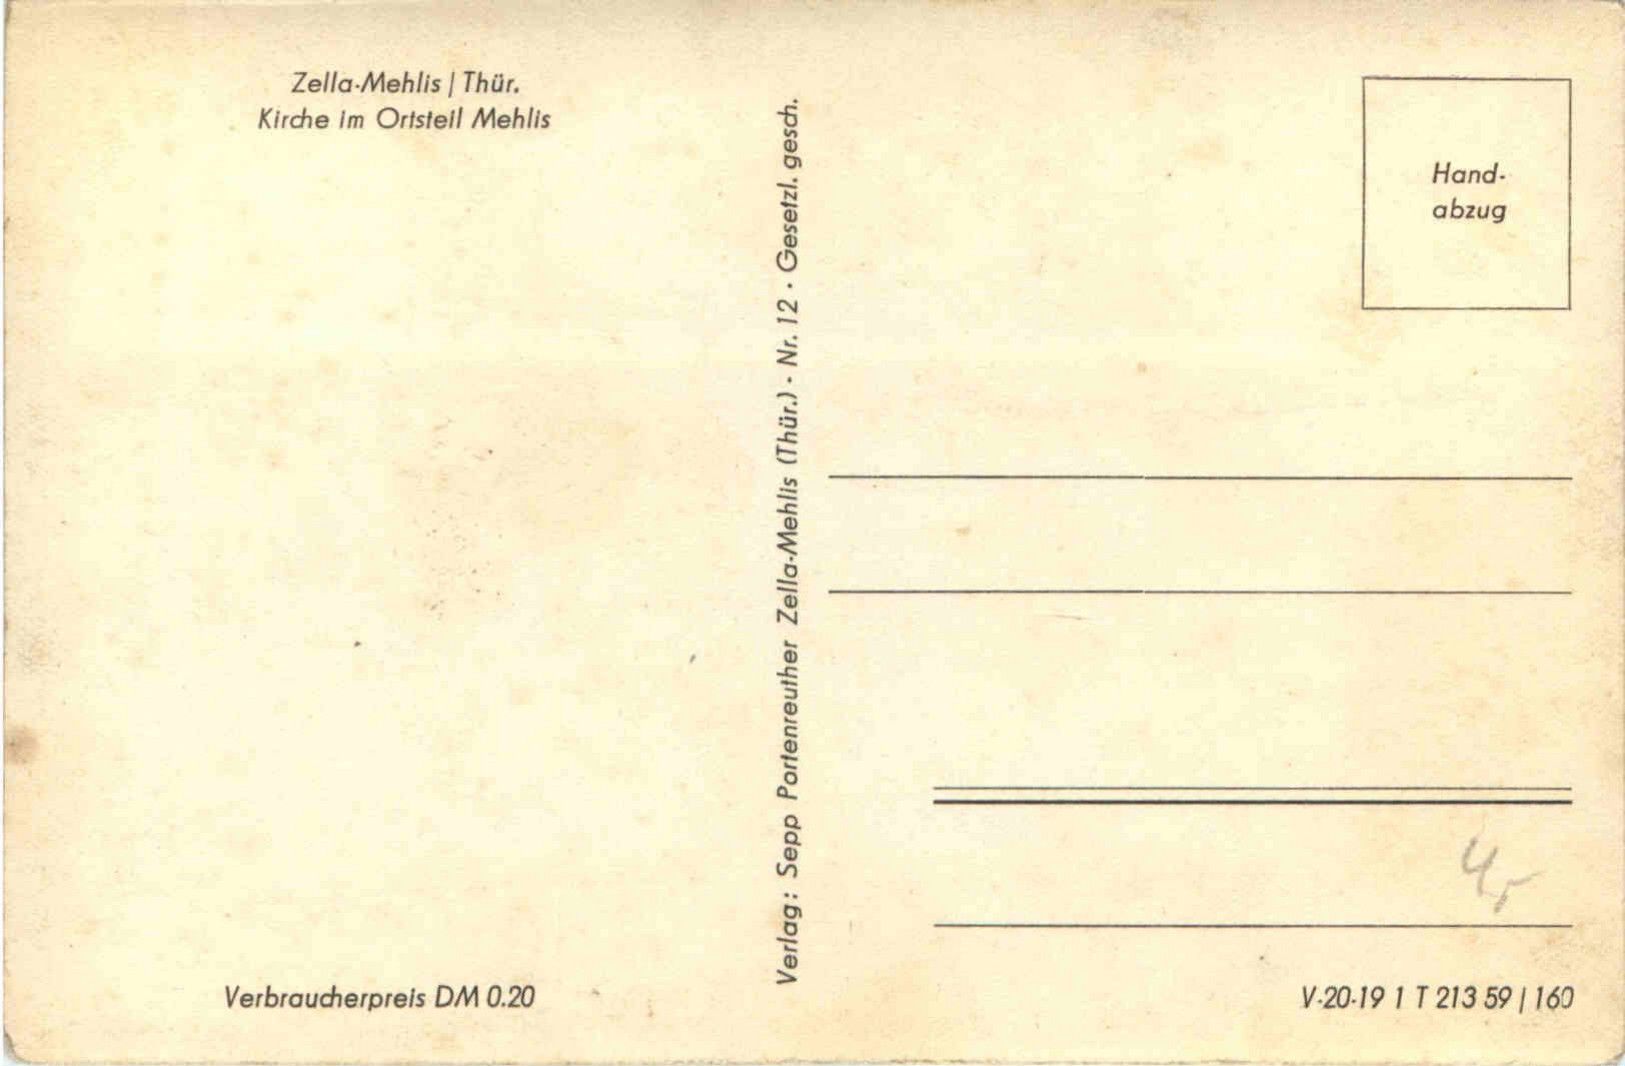 Zella-Mehlis | Thür.
Kirche im Ortsteil Mehlis
Verlag: Sepp Portenreuther Zella-Mehlis (Thür.) · Nr. 12 · Gesetzl. gesch.
Hand-
abzug
Verbraucherpreis DM 0.20
V-20-19 1 T 213 59 | 160